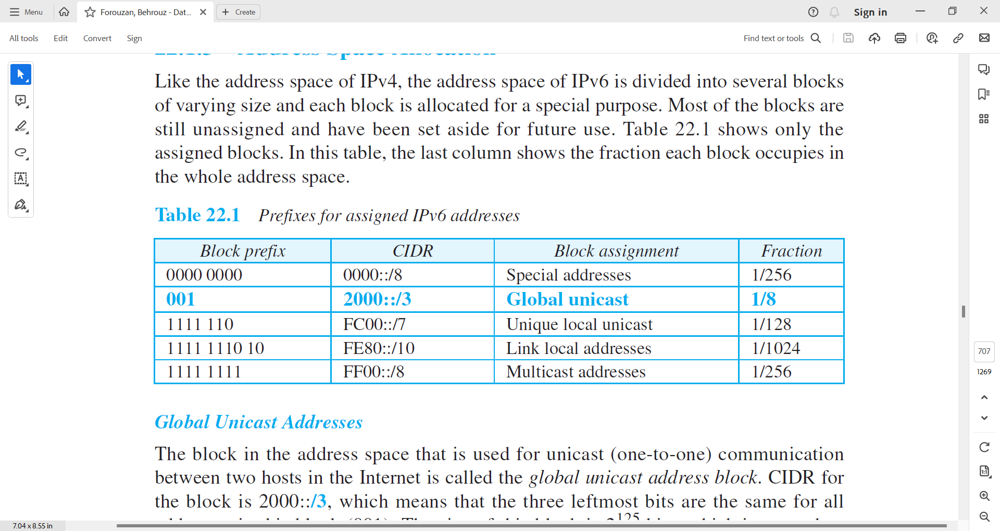 Menu
Forouzan, Behrouz - Dat...
Create
Sign in
All tools
Edit
Convert
Sign
Find text or tools
22.1.3 Address Space Allocation
Like the address space of IPv4, the address space of IPv6 is divided into several blocks
of varying size and each block is allocated for a special purpose. Most of the blocks are
still unassigned and have been set aside for future use. Table 22.1 shows only the
assigned blocks. In this table, the last column shows the fraction each block occupies in
the whole address space.
Table 22.1 Prefixes for assigned IPv6 addresses
Block prefix CIDR Block assignment Fraction
0000 0000 0000::/8 Special addresses 1/256
001 2000::/3 Global unicast 1/8
1111 110 FC00::/7 Unique local unicast 1/128
1111 1110 10 FE80::/10 Link local addresses 1/1024
1111 1111 FF00::/8 Multicast addresses 1/256
Global Unicast Addresses
The block in the address space that is used for unicast (one-to-one) communication
between two hosts in the Internet is called the global unicast address block. CIDR for
the block is 2000::/3, which means that the three leftmost bits are the same for all
707
1269
1:1
7.04 x 8.55 in